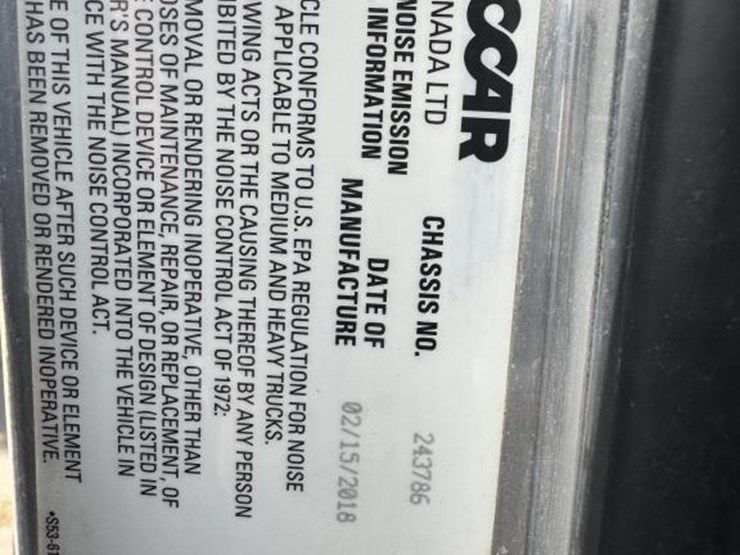 CCAR
NADA LTD
NOISE EMISSION
INFORMATION
CHASSIS NO. 243786
DATE OF
MANUFACTURE 02/15/2018
CLE CONFORMS TO U.S. EPA REGULATION FOR NOISE
APPLICABLE TO MEDIUM AND HEAVY TRUCKS.
WING ACTS OR THE CAUSING THEREOF BY ANY PERSON
IBITED BY THE NOISE CONTROL ACT OF 1972:
MOVAL OR RENDERING INOPERATIVE, OTHER THAN
OSES OF MAINTENANCE, REPAIR, OR REPLACEMENT, OF
E CONTROL DEVICE OR ELEMENT OF DESIGN (LISTED IN
R'S MANUAL) INCORPORATED INTO THE VEHICLE IN
CE WITH THE NOISE CONTROL ACT.
E OF THIS VEHICLE AFTER SUCH DEVICE OR ELEMENT
HAS BEEN REMOVED OR RENDERED INOPERATIVE.
*S53-61